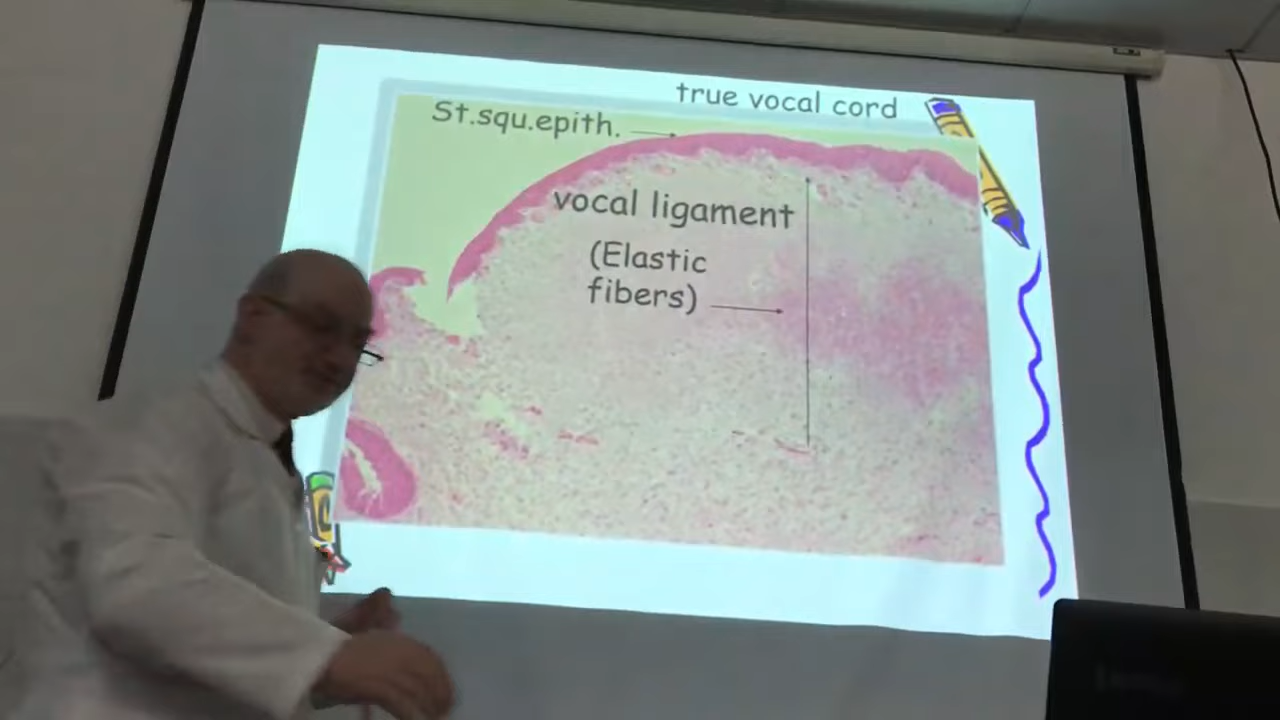 true vocal cord
St.squ.epith.
vocal ligament
(Elastic
fibers)